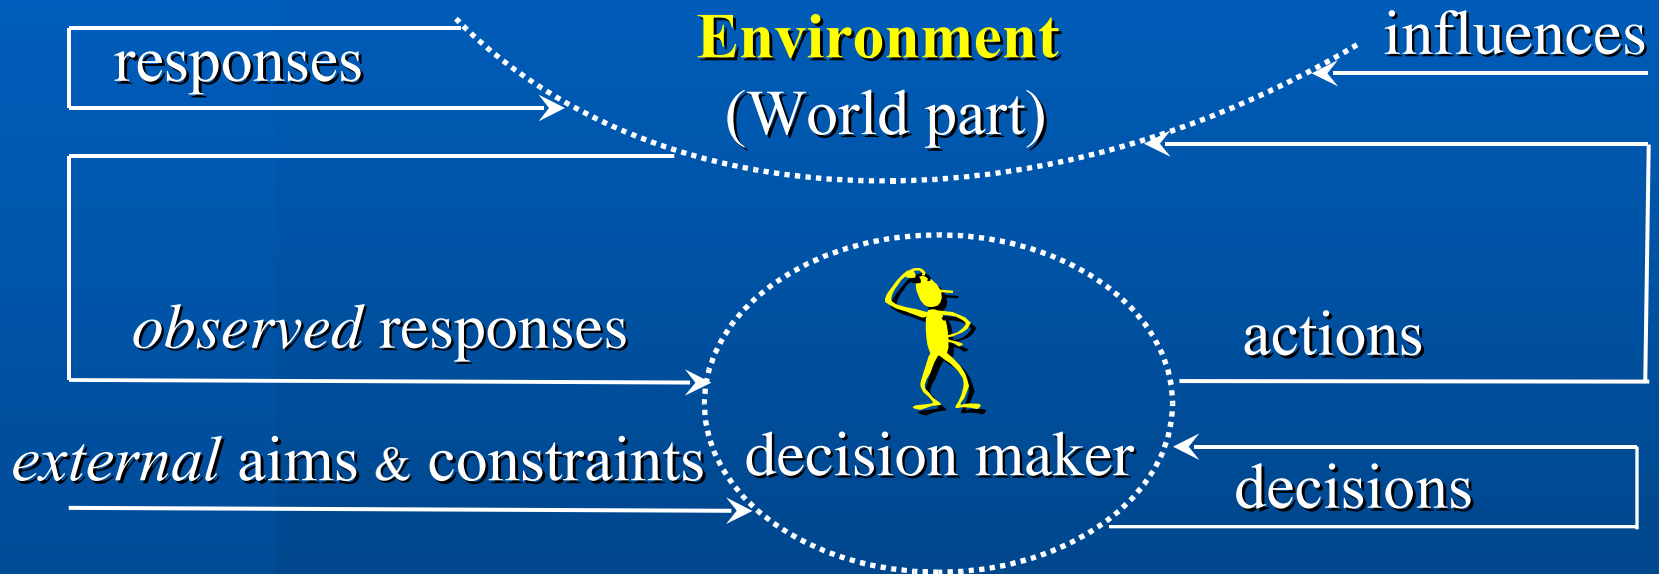 responses
Environment
(World part)
influences
observed responses
actions
external aims & constraints
decision maker
decisions